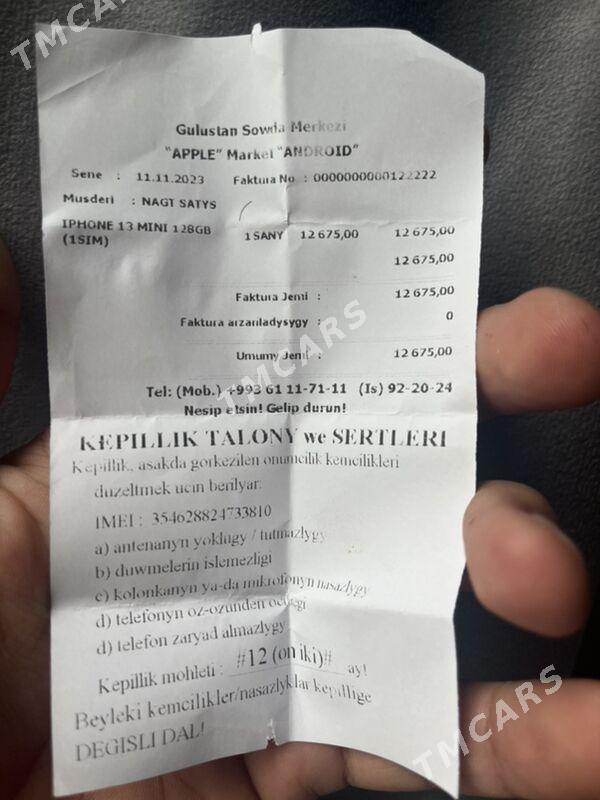 TMCARS
Gulustan Sowda Merkezi
"APPLE" Market "ANDROID"
Sene : 11.11.2023 Faktura No : 0000000000122222
Musderi : NAGT SATYS
IPHONE 13 MINI 128GB 1 SANY 12 675,00 12 675,00
(1SIM)
12 675,00
Faktura Jemi : 12 675,00
Faktura arzanladysygy : 0
Umumy Jemi : 12 675,00
TMCARS
Tel: (Mob.) +993 61 11-71-11 (Is) 92-20-24
Nesip etsin! Gelip durun!
KEPILLIK TALONY we SERTLERI
Kepillik, asakda gorkezilen onumcilik kemcilikleri
duzeltmek ucin berilyar:
IMEI : 354628824733810
a) antenanyn yoklugy / tutmazlygy
b) duwmelerin islemezligi
c) kolonkanyn ya-da mikrofonyn nasazlygy
d) telefonyn oz-ozunden ocmegi
d) telefon zaryad almazlygy
Kepillik mohleti : #12 (on iki)# ay!
Beyleki kemcilikler/nasazlyklar kepillige
DEGISLI DAL!
TMCARS